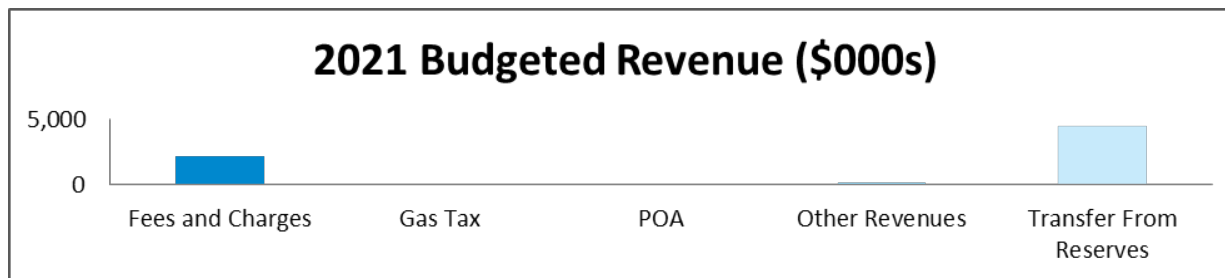 2021 Budgeted Revenue ($000s)
5,000
0
Fees and Charges
Gas Tax
POA
Other Revenues
Transfer From
Reserves